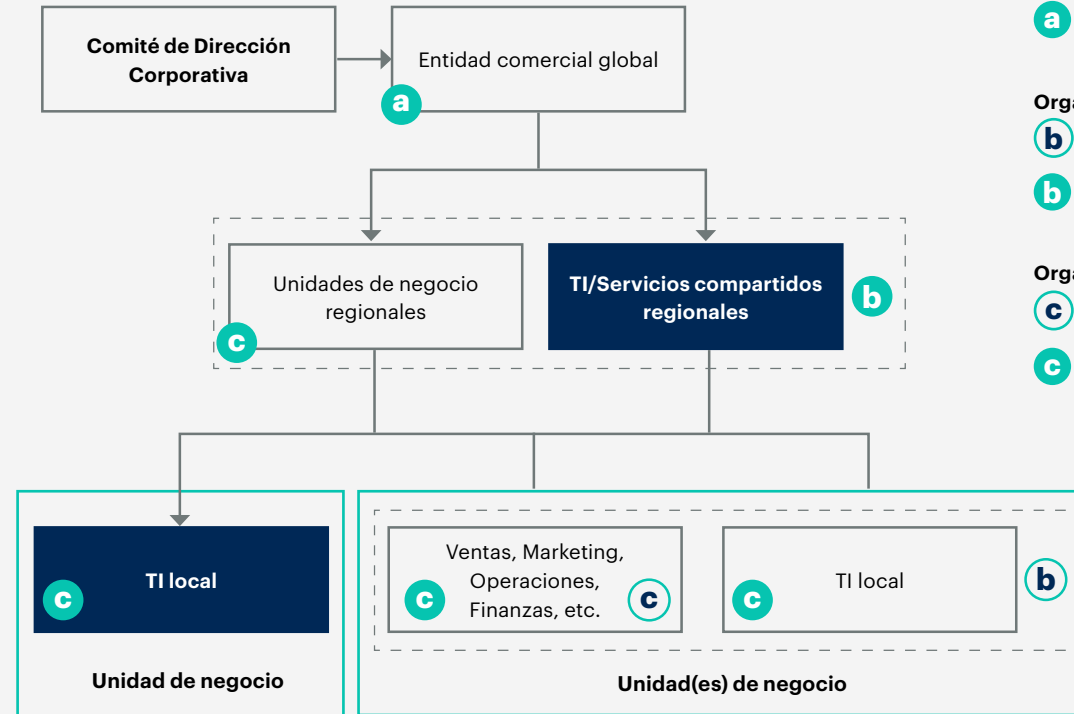 Comité de Dirección
Corporativa
Entidad comercial global
a
a
Orga
b
b
Unidades de negocio
regionales
c
TI/Servicios compartidos
regionales
b
Orga
c
c
TI local
c
Unidad de negocio
Ventas, Marketing,
Operaciones,
Finanzas, etc.
c
c
TI local
c
b
Unidad(es) de negocio